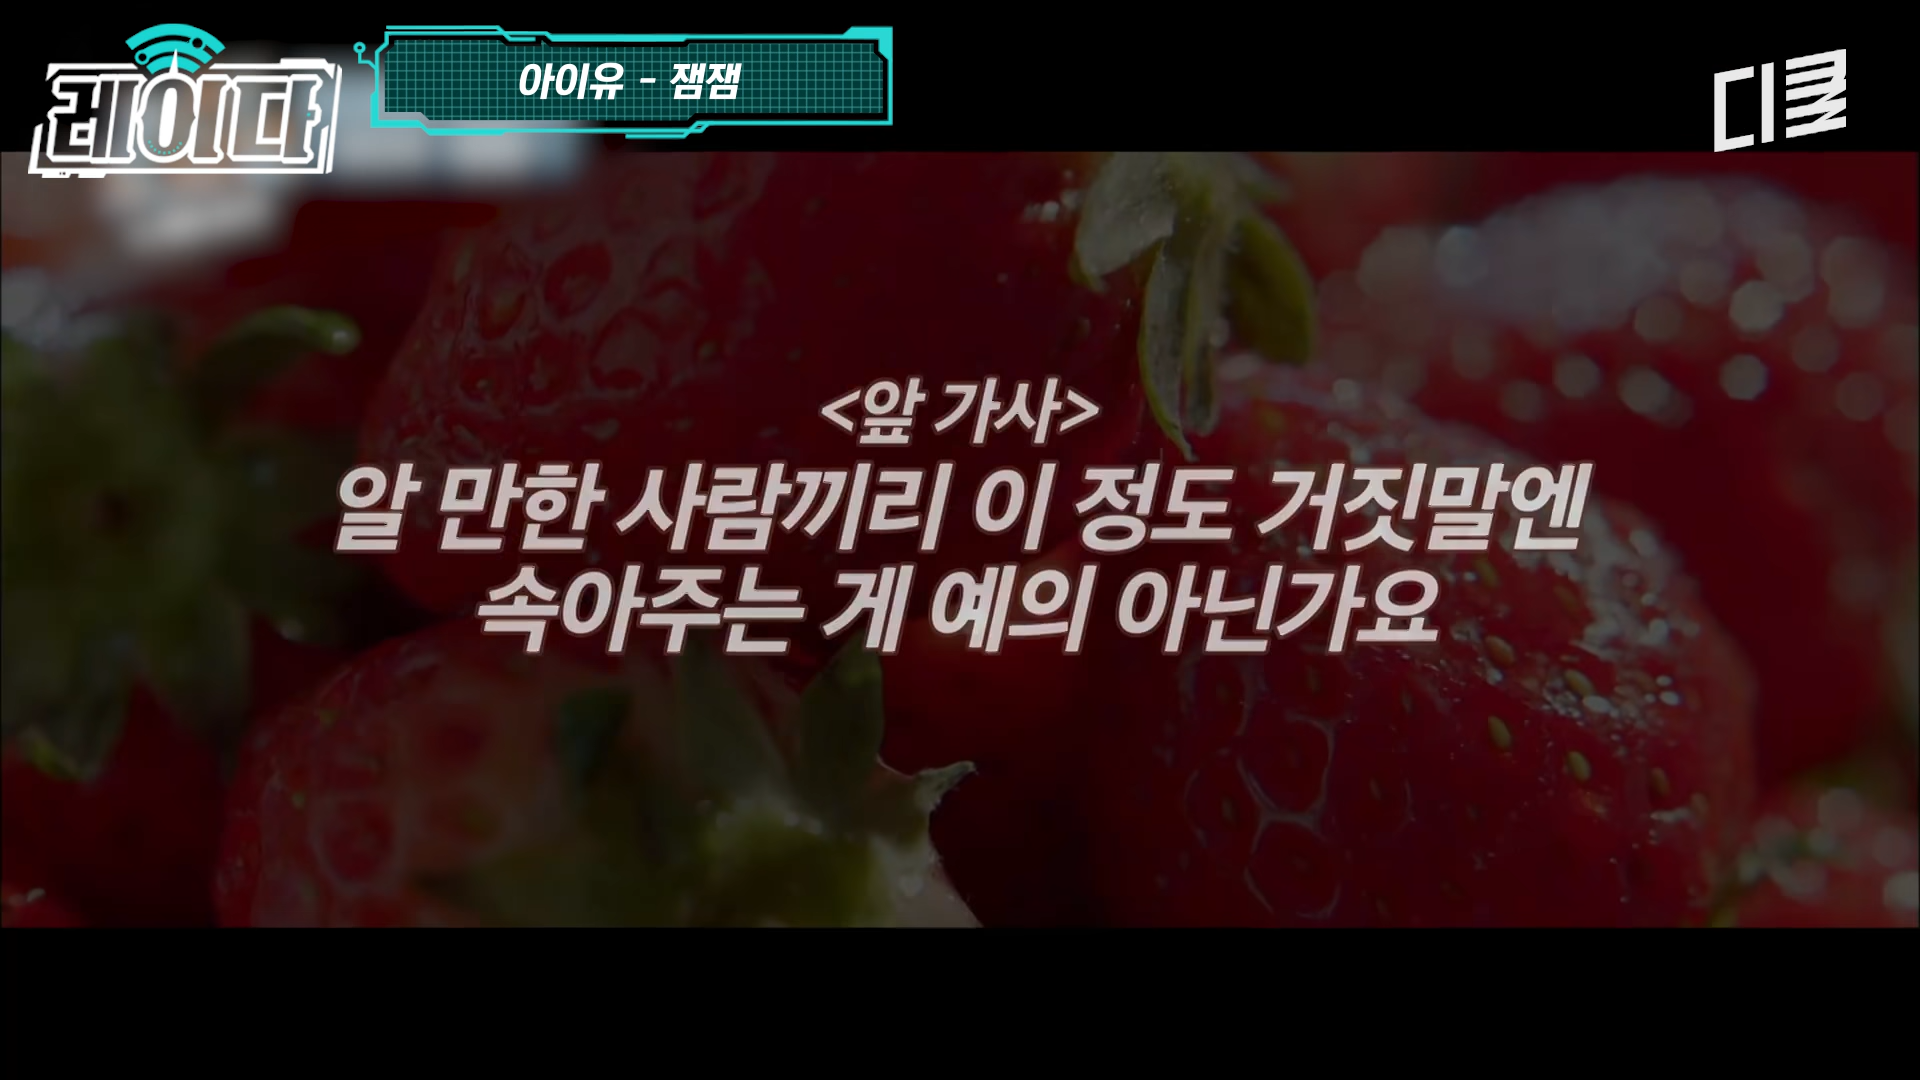 레이다
아이유 - 잼잼
디클
<앞 가사>
알 만한 사람끼리 이 정도 거짓말엔
속아주는 게 예의 아닌가요